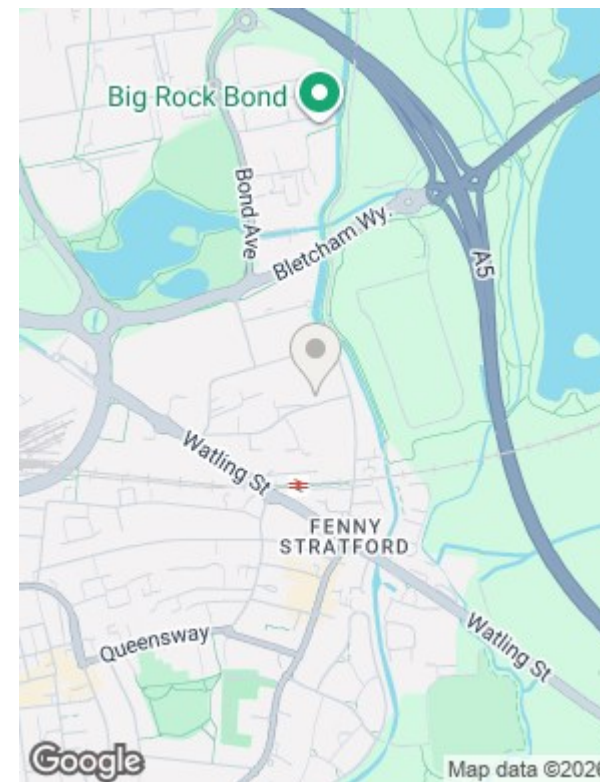 Big Rock Bond
Bond Ave
Bletcham Wy.
A5
Watling St
FENNY
STRATFORD
Queensway
Watling St
Google
Map data ©2026